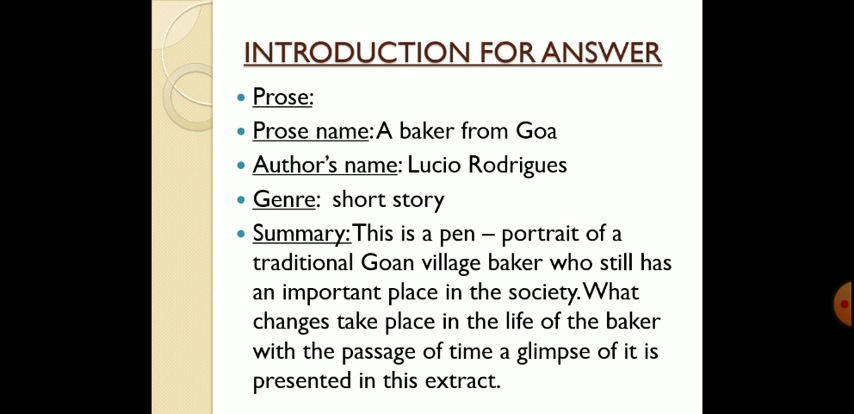 INTRODUCTION FOR ANSWER
• Prose:
• Prose name: A baker from Goa
• Author's name: Lucio Rodrigues
• Genre: short story
• Summary: This is a pen – portrait of a
traditional Goan village baker who still has
an important place in the society. What
changes take place in the life of the baker
with the passage of time a glimpse of it is
presented in this extract.